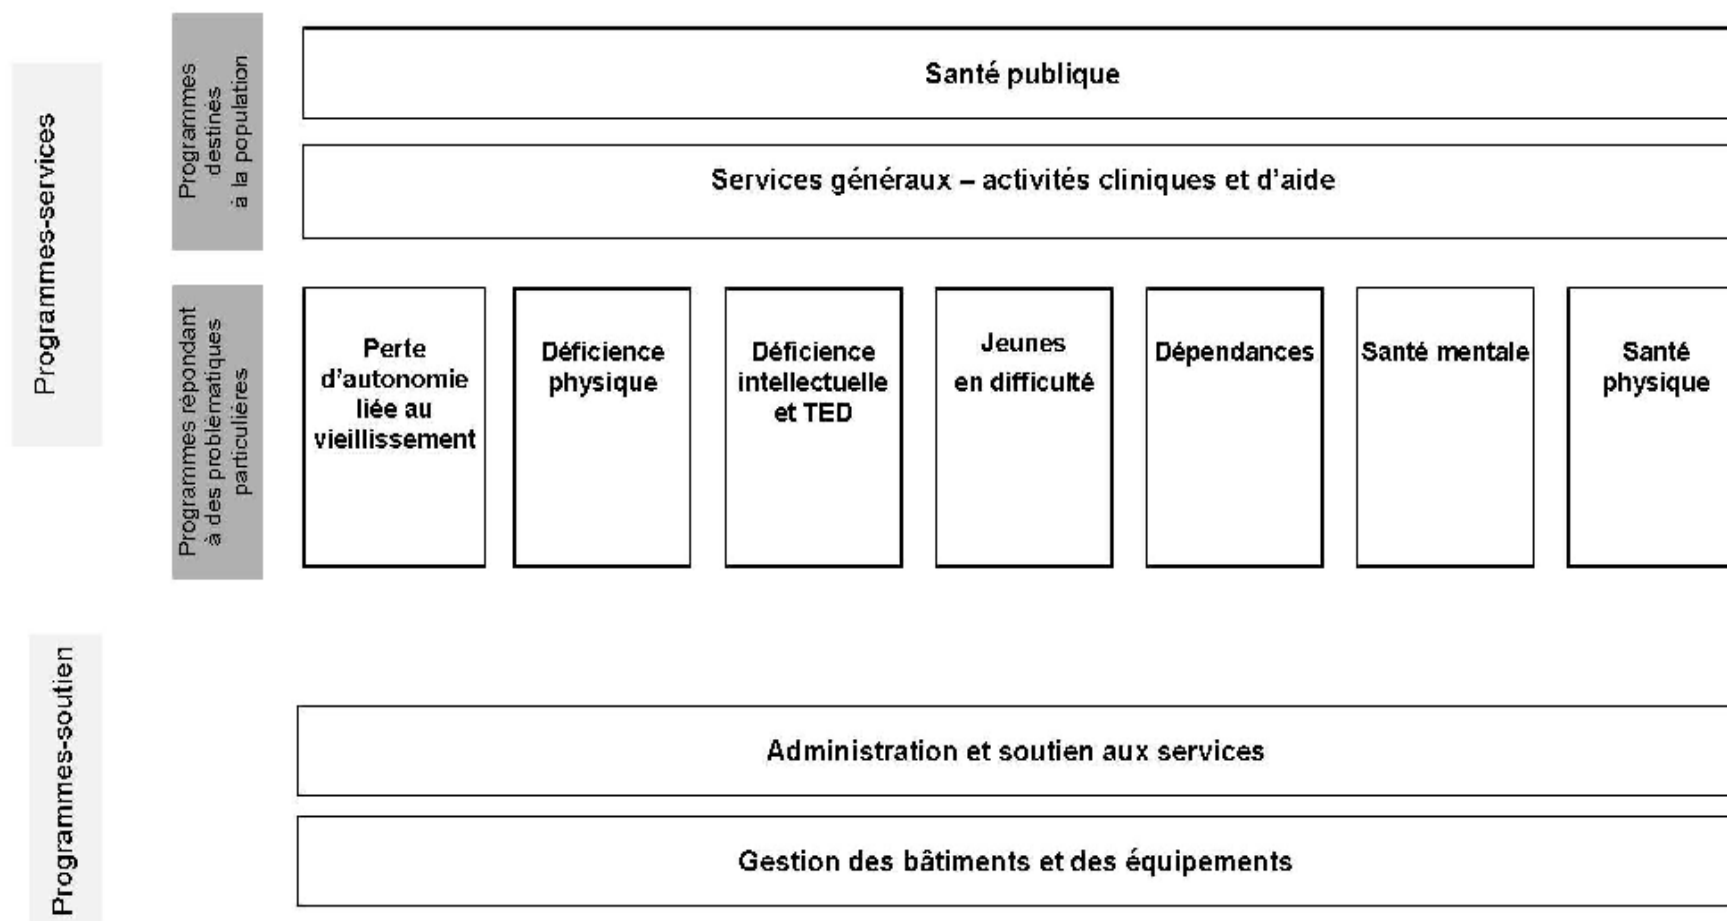 Programmes-services
Programmes
destinés
à la population
Santé publique
Services généraux – activités cliniques et d'aide
Programmes répondant
à des problématiques
particulières
Perte
d'autonomie
liée au
vieillissement
Déficience
physique
Déficience
intellectuelle
et TED
Jeunes
en difficulté
Dépendances
Santé mentale
Santé
physique
Programmes-soutien
Administration et soutien aux services
Gestion des bâtiments et des équipements